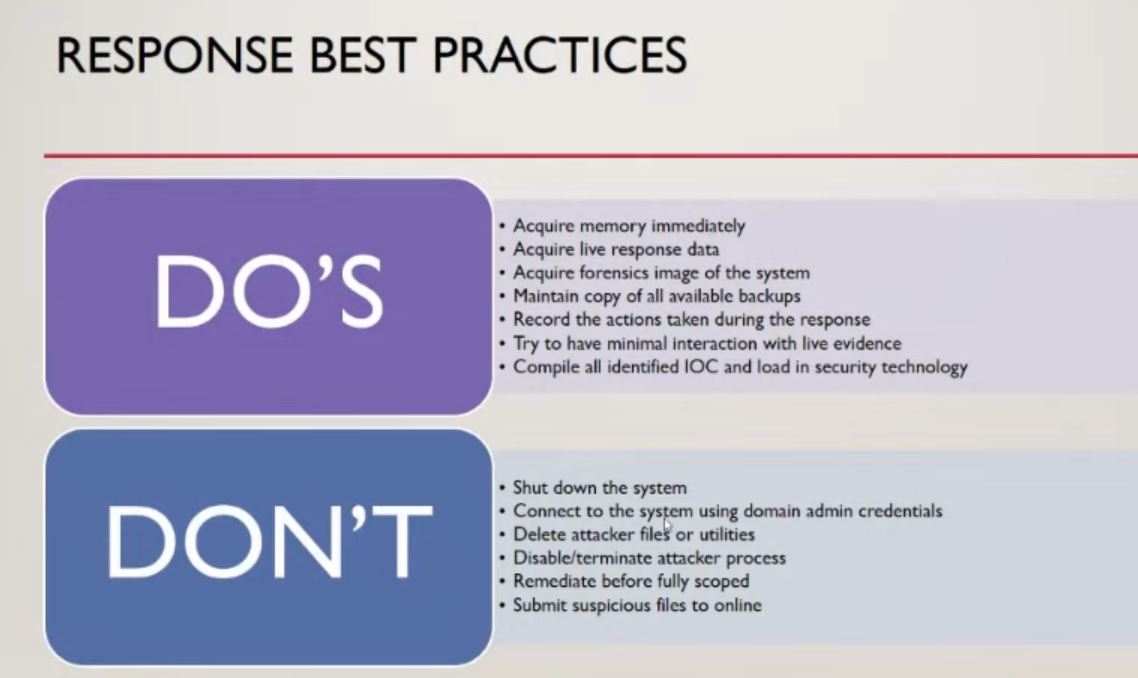 RESPONSE BEST PRACTICES
DO'S
• Acquire memory immediately
• Acquire live response data
• Acquire forensics image of the system
• Maintain copy of all available backups
• Record the actions taken during the response
• Try to have minimal interaction with live evidence
• Compile all identified IOC and load in security technology
DON'T
• Shut down the system
• Connect to the system using domain admin credentials
• Delete attacker files or utilities
• Disable/terminate attacker process
• Remediate before fully scoped
• Submit suspicious files to online